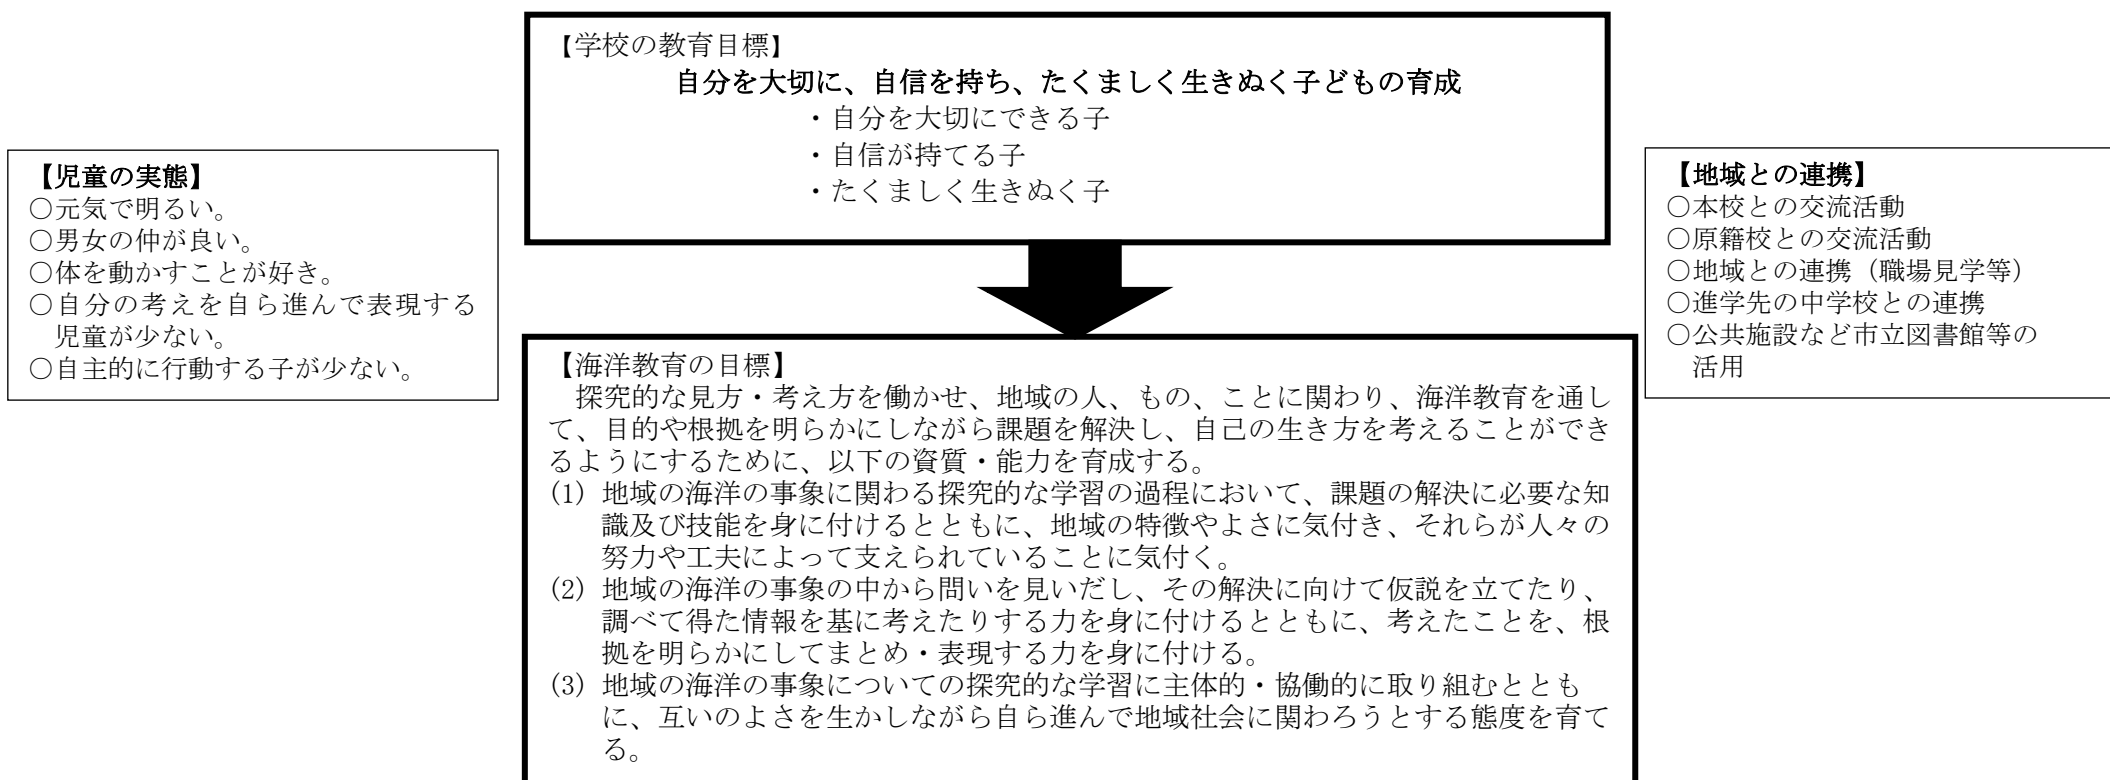 【学校の教育目標】
自分を大切に、自信を持ち、たくましく生きぬく子どもの育成
・自分を大切にできる子
・自信が持てる子
・たくましく生きぬく子
【児童の実態】
○元気で明るい。
○男女の仲が良い。
○体を動かすことが好き。
○自分の考えを自ら進んで表現する
児童が少ない。
○自主的に行動する子が少ない。
【地域との連携】
○本校との交流活動
○原籍校との交流活動
○地域との連携（職場見学等）
○進学先の中学校との連携
○公共施設など市立図書館等の
活用
【海洋教育の目標】
探究的な見方・考え方を働かせ、地域の人、もの、ことに関わり、海洋教育を通し
て、目的や根拠を明らかにしながら課題を解決し、自己の生き方を考えることができ
るようにするために、以下の資質・能力を育成する。
(1) 地域の海洋の事象に関わる探究的な学習の過程において、課題の解決に必要な知
識及び技能を身に付けるとともに、地域の特徴やよさに気付き、それらが人々の
努力や工夫によって支えられていることに気付く。
(2) 地域の海洋の事象の中から問いを見いだし、その解決に向けて仮説を立てたり、
調べて得た情報を基に考えたりする力を身に付けるとともに、考えたことを、根
拠を明らかにしてまとめ・表現する力を身に付ける。
(3) 地域の海洋の事象についての探究的な学習に主体的・協働的に取り組むととも
に、互いのよさを生かしながら自ら進んで地域社会に関わろうとする態度を育て
る。